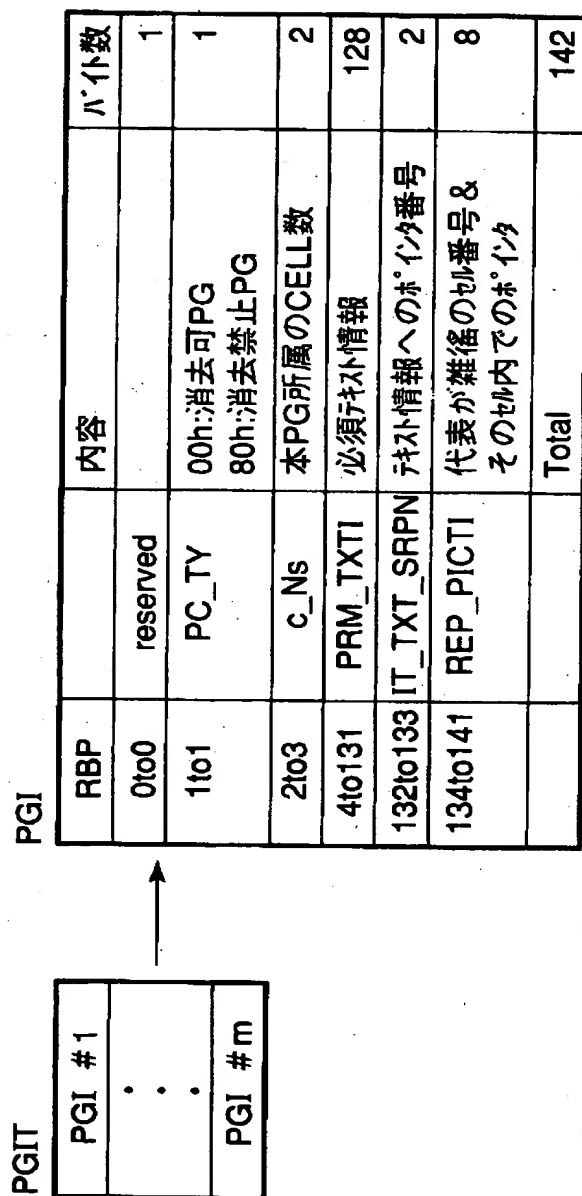 PGIT
PGI #1
・
・
・
PGI #m
PGI
RBP 内容 ﾊﾞｲﾄ数
0to0 reserved 1
1to1 PC_TY 00h:消去可PG 1
80h:消去禁止PG
2to3 c_Ns 本PG所属のCELL数 2
4to131 PRM_TXTI 必須ﾃｷｽﾄ情報 128
132to133 IT_TXT_SRPN ﾃｷｽﾄ情報へのﾎﾟｲﾝﾀ番号 2
134to141 REP_PICTI 代表が雑徭のｾﾙ番号& 8
そのｾﾙ内でのﾎﾟｲﾝﾀ
Total 142